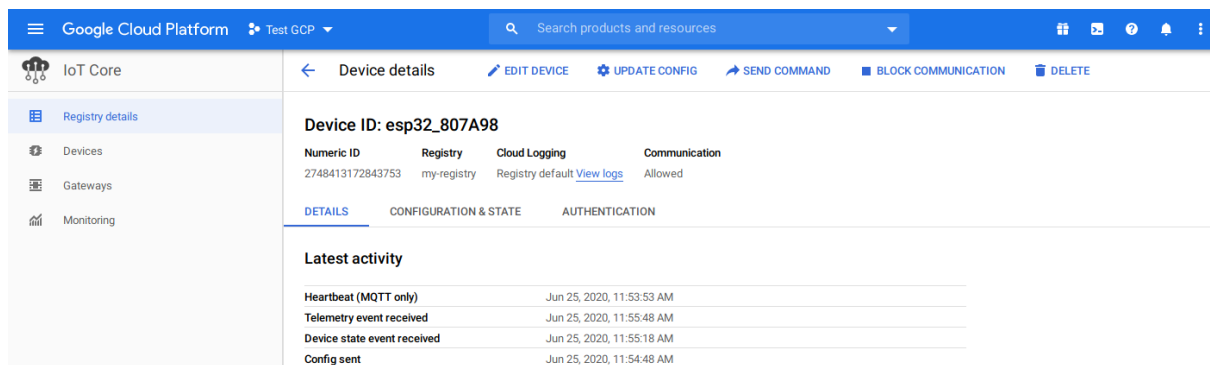 Google Cloud Platform Test GCP Search products and resources
IoT Core Device details EDIT DEVICE UPDATE CONFIG SEND COMMAND BLOCK COMMUNICATION DELETE
Registry details
Devices
Gateways
Monitoring
Device ID: esp32_807A98
Numeric ID Registry Cloud Logging Communication
2748413172843753 my-registry Registry default View logs Allowed
DETAILS CONFIGURATION & STATE AUTHENTICATION
Latest activity
Heartbeat (MQTT only) Jun 25, 2020, 11:53:53 AM
Telemetry event received Jun 25, 2020, 11:55:48 AM
Device state event received Jun 25, 2020, 11:55:18 AM
Config sent Jun 25, 2020, 11:54:48 AM